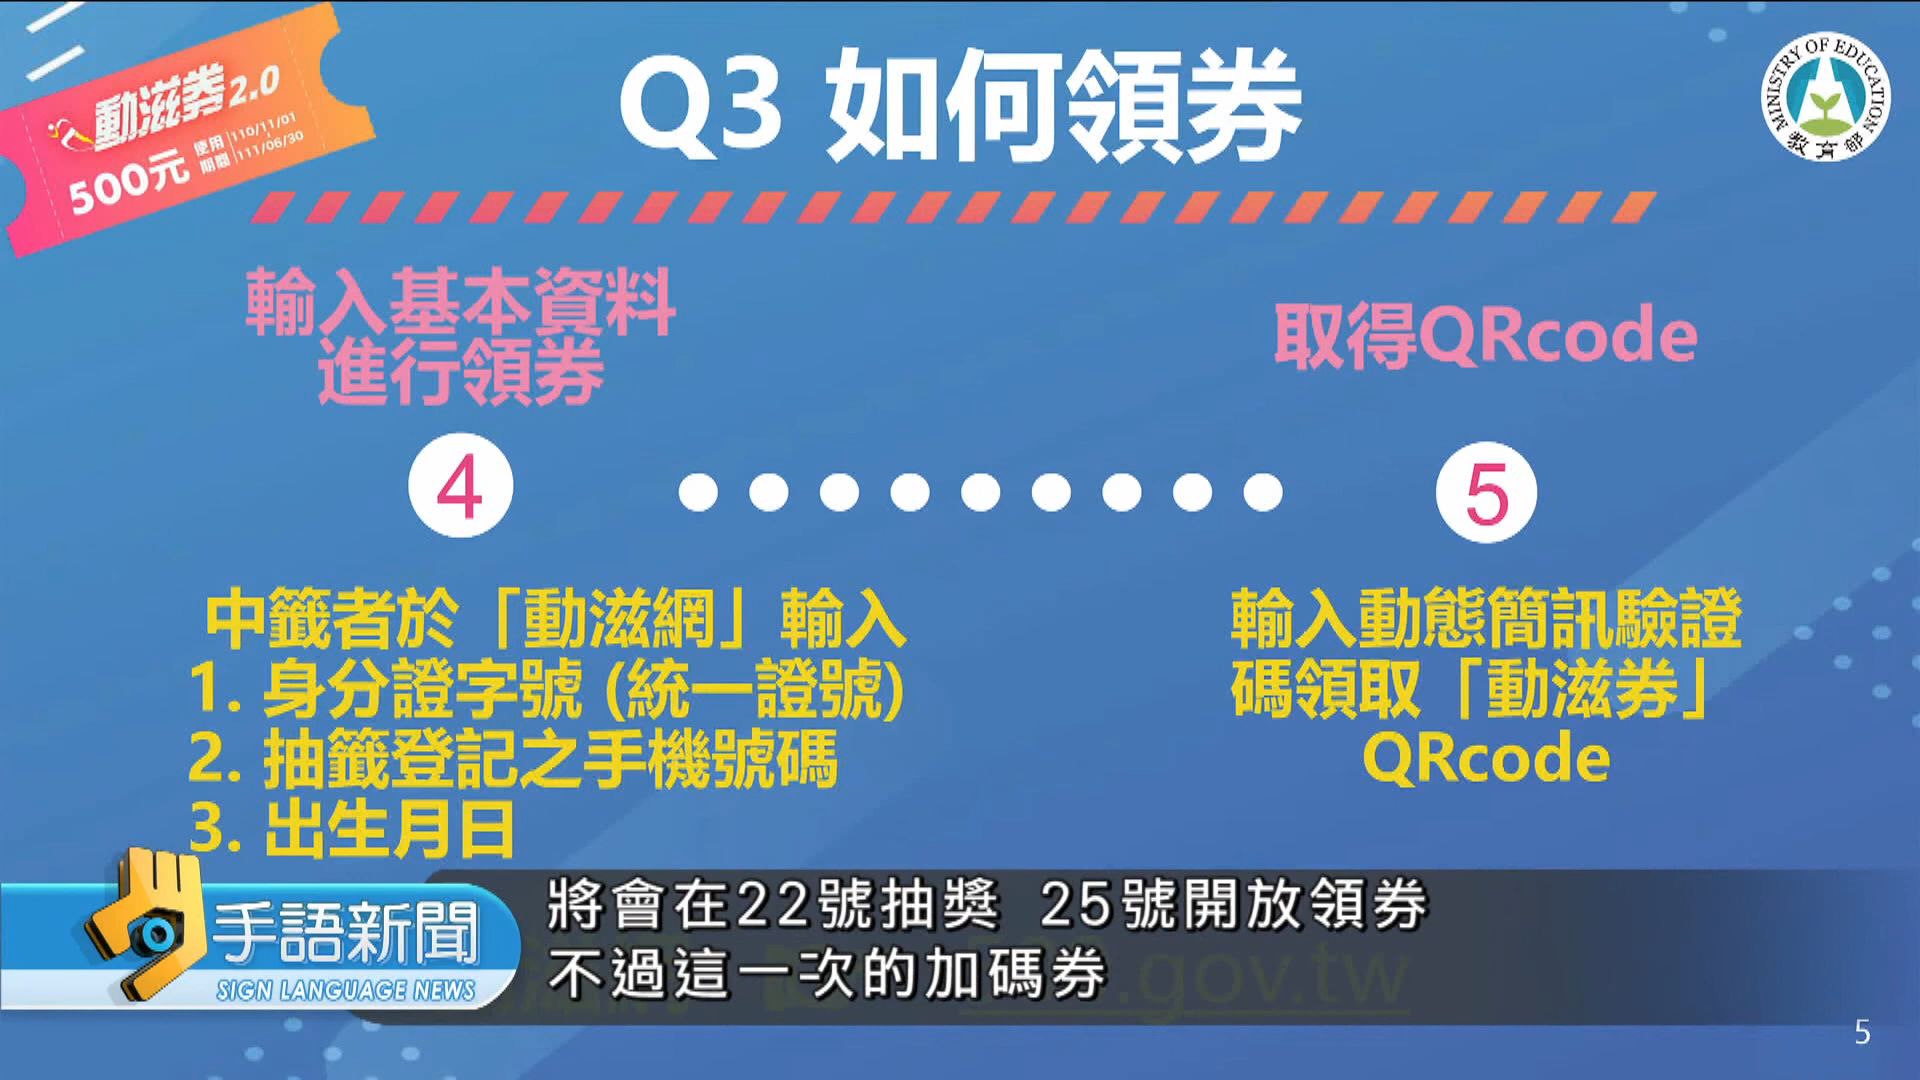 動滋券2.0
500元
使用期間
110/11/01
111/06/30
Q3 如何領券
MINISTRY OF EDUCATION
教育部
輸入基本資料
進行領券
取得QRcode
4
5
中籤者於「動滋網」輸入
1. 身分證字號 (統一證號)
2. 抽籤登記之手機號碼
3. 出生月日
輸入動態簡訊驗證
碼領取「動滋券」
QRcode
手語新聞
SIGN LANGUAGE NEWS
將會在22號抽獎 25號開放領券
不過這一次的加碼券
.gov.tw
5